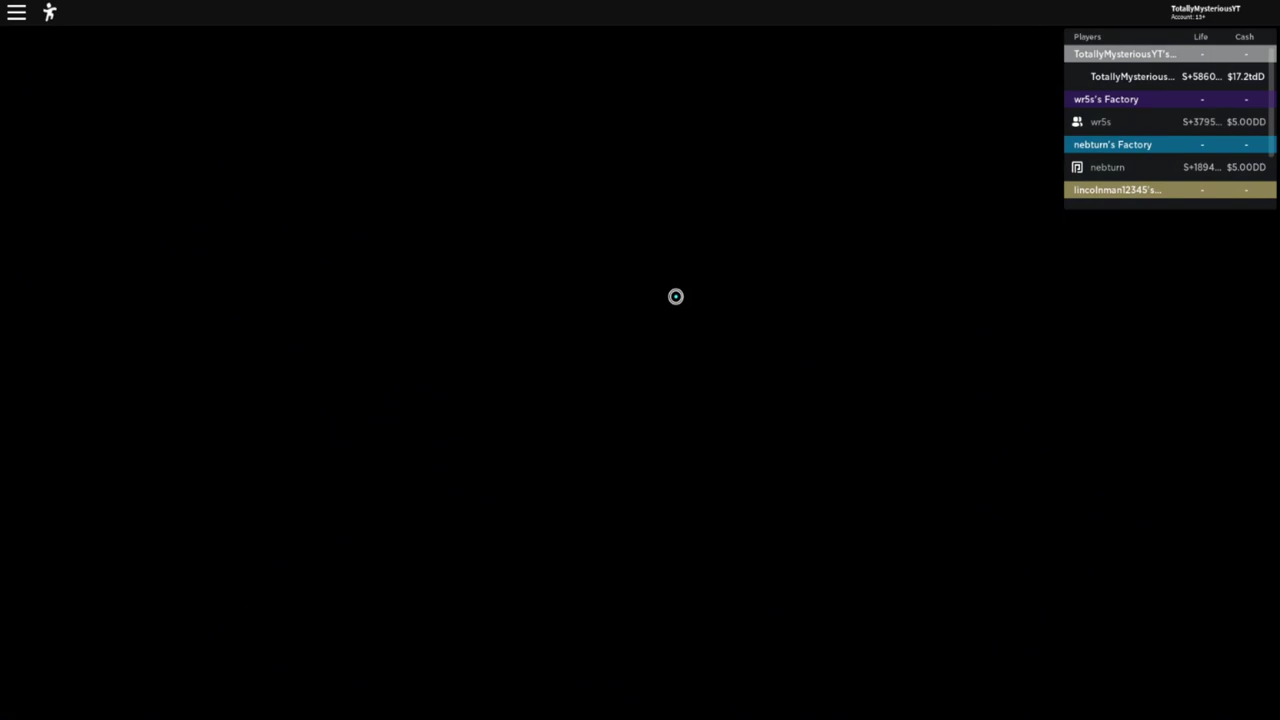 TotallyMysteriousYT
Account: 13+
Players Life Cash
TotallyMysteriousYT's... - -
TotallyMysterious... S+5860... $17.2tdD
wr5s's Factory - -
wr5s S+3795... $5.00DD
nebturn's Factory - -
nebturn S+1894... $5.00DD
lincolnman12345's... - -